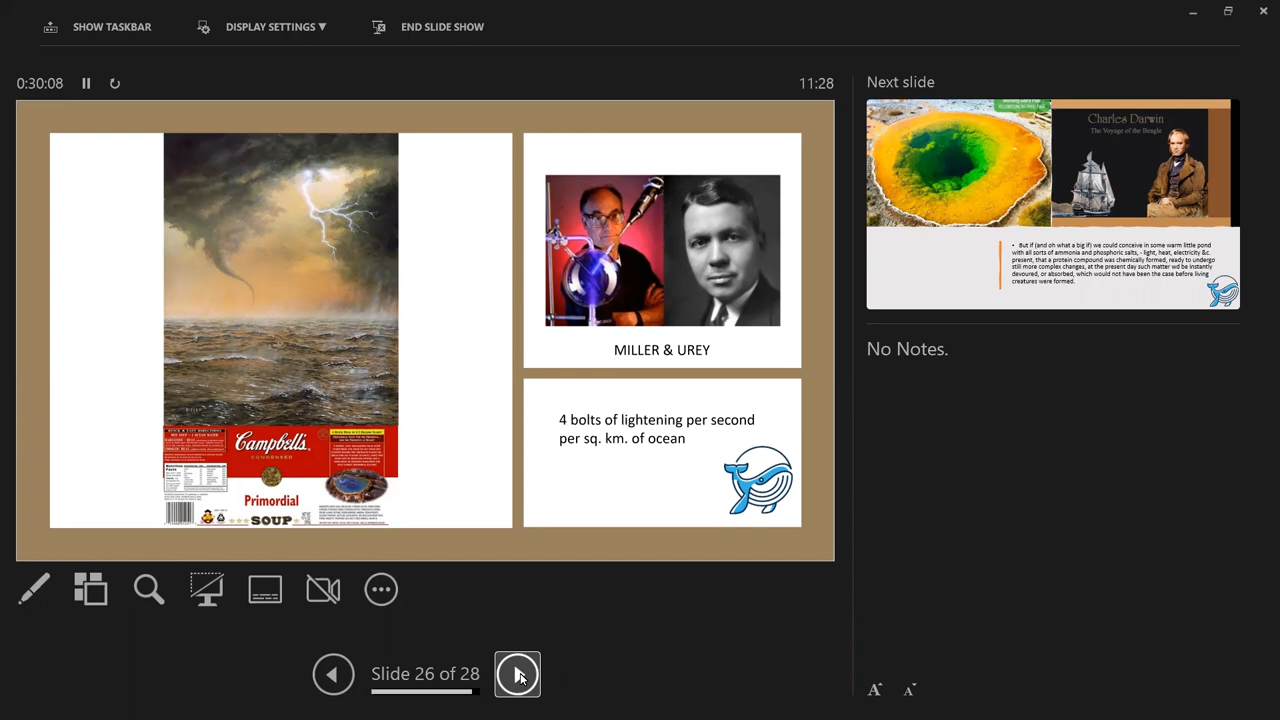 SHOW TASKBAR
DISPLAY SETTINGS ▼
END SLIDE SHOW
0:30:08
11:28
Next slide
Charles Darwin
The Voyage of the Beagle
• But if (and oh what a big if) we could conceive in some warm little pond
with all sorts of ammonia and phosphoric salts, - light, heat, electricity &c.
present, that a protein compound was chemically formed, ready to undergo
still more complex changes, at the present day such matter wd be instantly
devoured, or absorbed, which would not have been the case before living
creatures were formed.
Campbell's
CONDENSED
Primordial
SOUP
MILLER & UREY
4 bolts of lightening per second
per sq. km. of ocean
No Notes.
Slide 26 of 28
A A